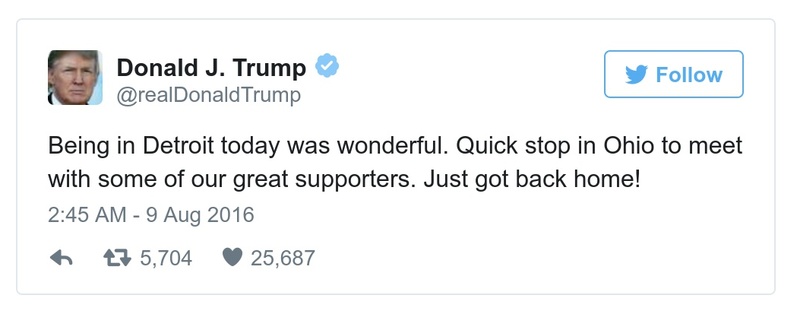 Donald J. Trump
@realDonaldTrump
Follow
Being in Detroit today was wonderful. Quick stop in Ohio to meet
with some of our great supporters. Just got back home!
2:45 AM - 9 Aug 2016
5,704 25,687